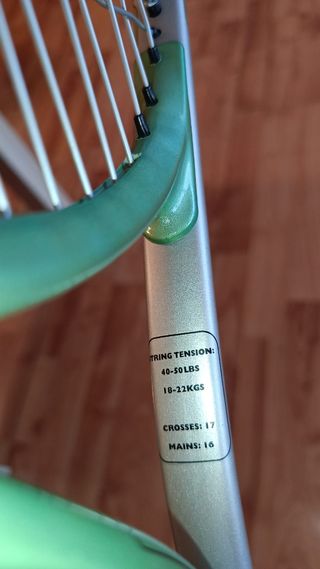 STRING TENSION:
40-50LBS
18-22KGS
CROSSES: 17
MAINS: 16